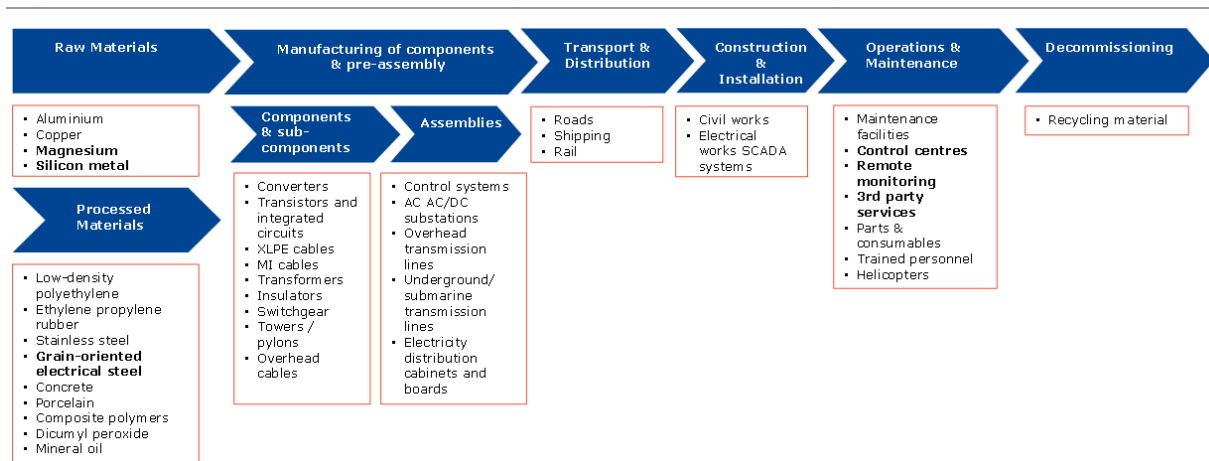 Raw Materials
Manufacturing of components
& pre-assembly
Transport &
Distribution
Construction
&
Installation
Operations &
Maintenance
Decommissioning
▪ Aluminium
▪ Copper
▪ Magnesium
▪ Silicon metal
Processed
Materials
▪ Low-density
polyethylene
▪ Ethylene propylene
rubber
▪ Stainless steel
▪ Grain-oriented
electrical steel
▪ Concrete
▪ Porcelain
▪ Composite polymers
▪ Dicumyl peroxide
▪ Mineral oil
Components
& sub-
components
▪ Converters
▪ Transistors and
integrated
circuits
▪ XLPE cables
▪ MI cables
▪ Transformers
▪ Insulators
▪ Switchgear
▪ Towers /
pylons
▪ Overhead
cables
Assemblies
▪ Control systems
▪ AC AC/DC
substations
▪ Overhead
transmission
lines
▪ Underground/
submarine
transmission
lines
▪ Electricity
distribution
cabinets and
boards
▪ Roads
▪ Shipping
▪ Rail
▪ Civil works
▪ Electrical
works SCADA
systems
▪ Maintenance
facilities
▪ Control centres
▪ Remote
monitoring
▪ 3rd party
services
▪ Parts &
consumables
▪ Trained personnel
▪ Helicopters
▪ Recycling material